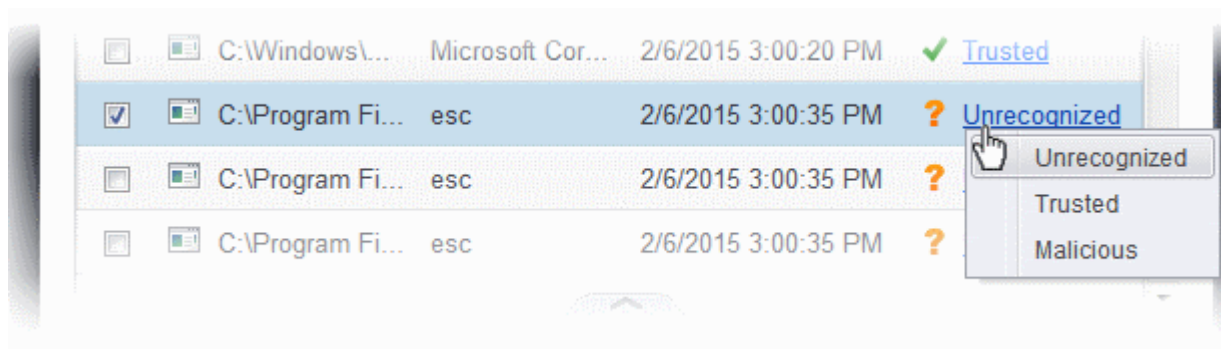 C:\Windows\... Microsoft Cor... 2/6/2015 3:00:20 PM Trusted
C:\Program Fi... esc 2/6/2015 3:00:35 PM ? Unrecognized
Unrecognized
C:\Program Fi... esc 2/6/2015 3:00:35 PM ?
Trusted
C:\Program Fi... esc 2/6/2015 3:00:35 PM ?
Malicious